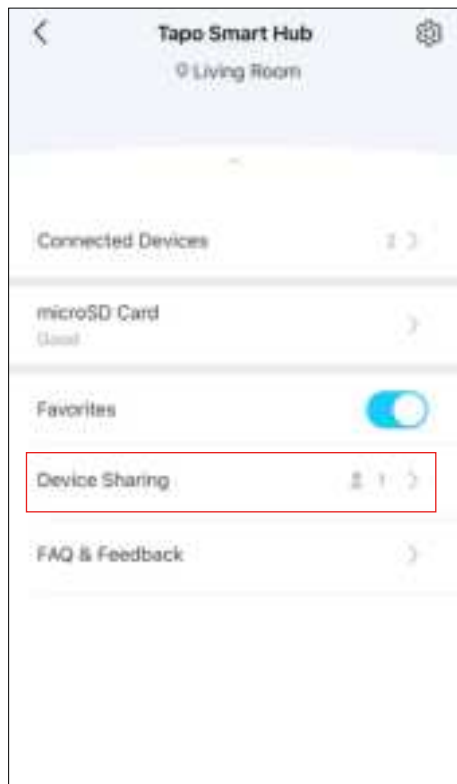 Tapo Smart Hub
Living Room
Connected Devices 2
microSD Card
Good
Favorites
Device Sharing 1
FAQ & Feedback